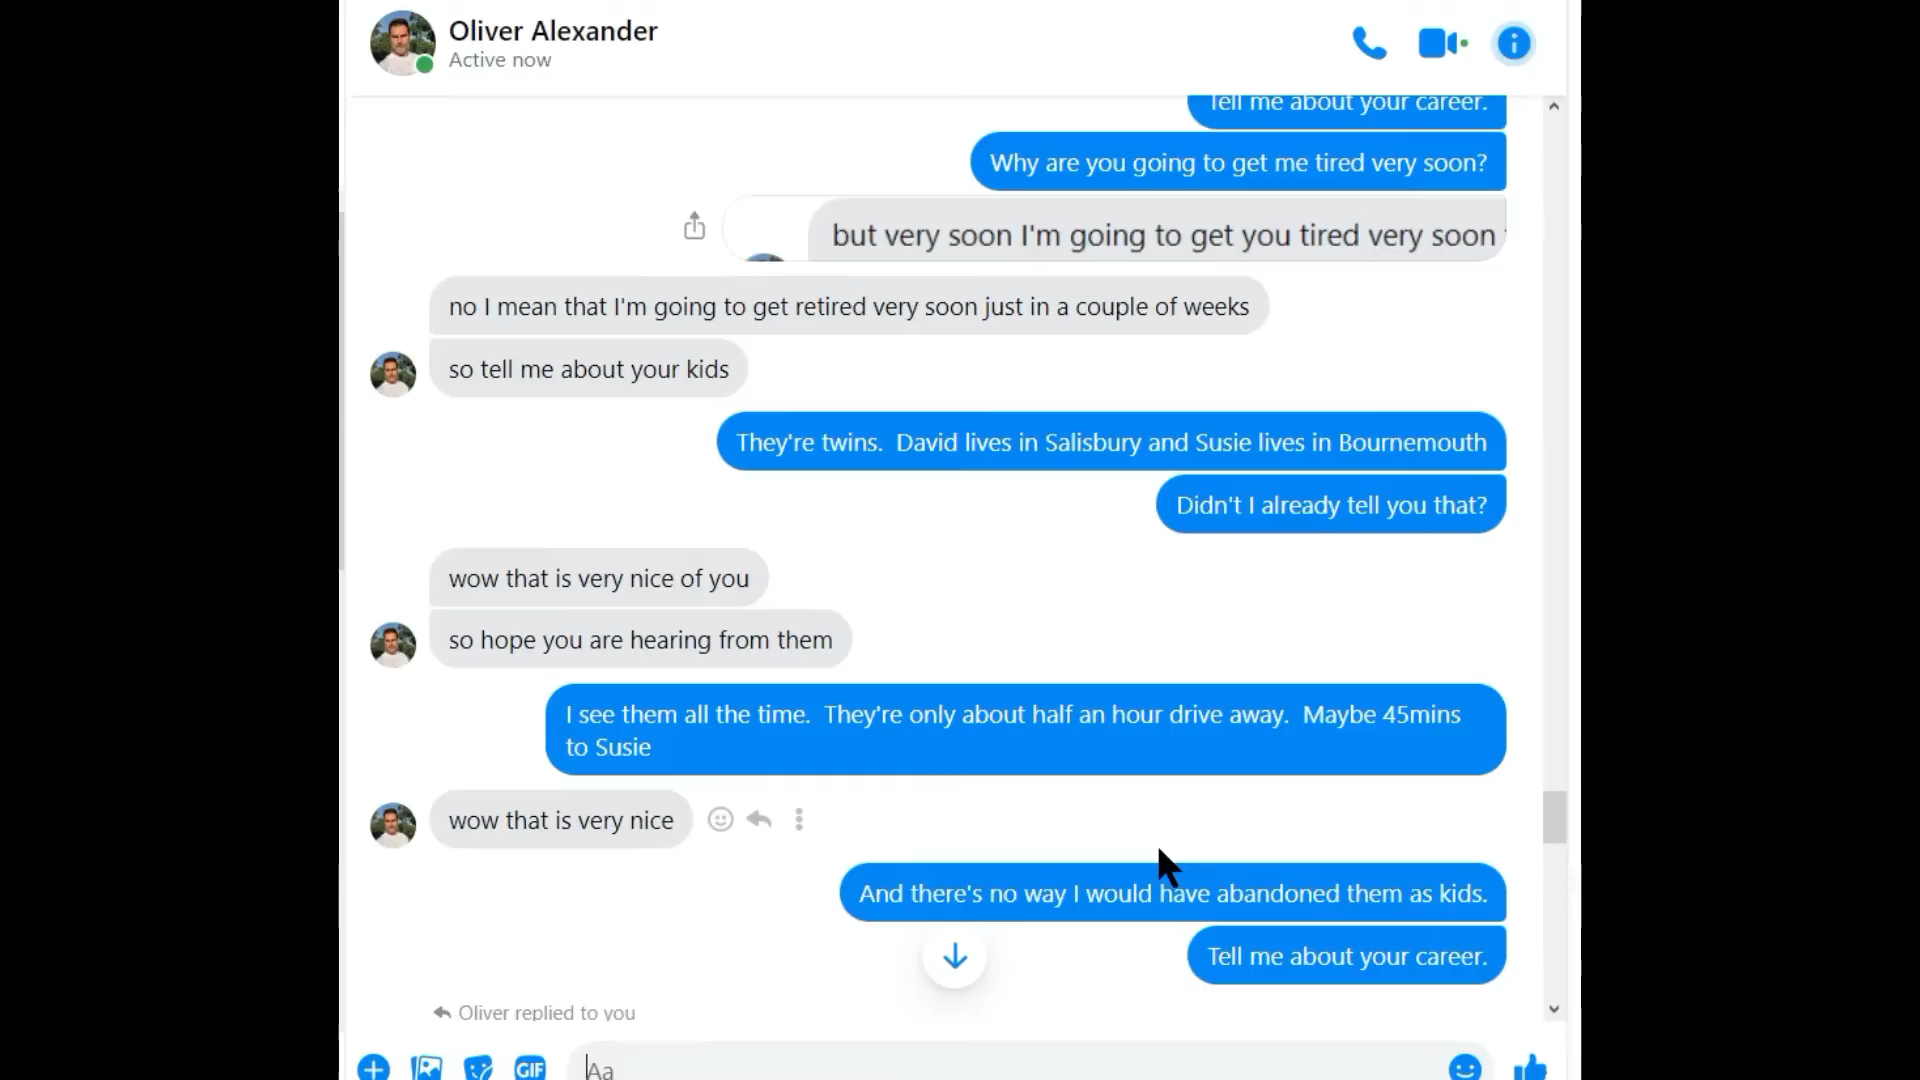 Oliver Alexander
Active now
Tell me about your career.
Why are you going to get me tired very soon?
but very soon I'm going to get you tired very soon
no I mean that I'm going to get retired very soon just in a couple of weeks
so tell me about your kids
They're twins.  David lives in Salisbury and Susie lives in Bournemouth
Didn't I already tell you that?
wow that is very nice of you
so hope you are hearing from them
I see them all the time.  They're only about half an hour drive away.  Maybe 45mins
to Susie
wow that is very nice
And there's no way I would have abandoned them as kids.
Tell me about your career.
Oliver replied to you
GIF
Aa